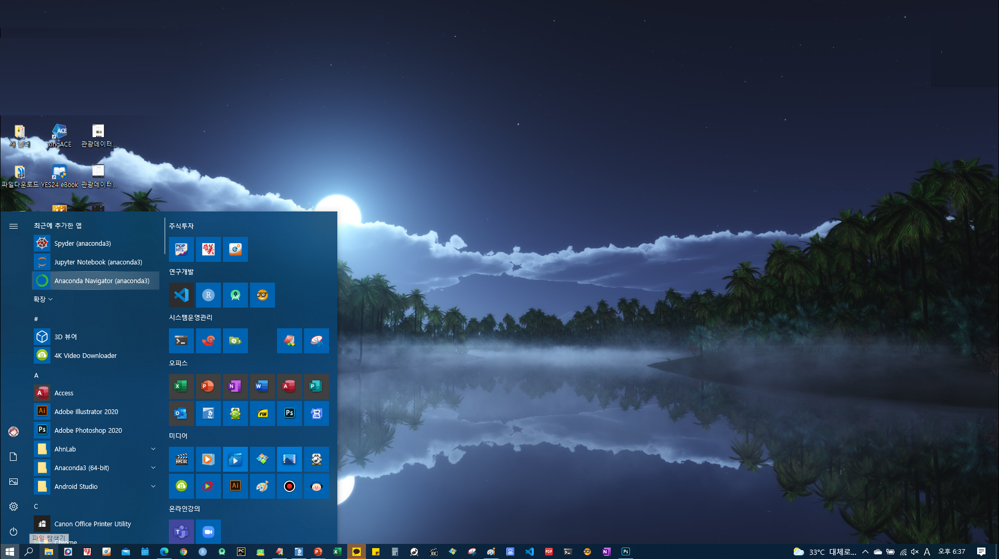 새 폴더
xingACE
관광데이터...
파일다운로드
YES24 eBook
관광데이터...
최근에 추가한 앱
Spyder (anaconda3)
Jupyter Notebook (anaconda3)
Anaconda Navigator (anaconda3)
확장
#
3D 뷰어
4K Video Downloader
A
Access
Adobe Illustrator 2020
Adobe Photoshop 2020
AhnLab
Anaconda3 (64-bit)
Android Studio
C
Canon Office Printer Utility
Chrome
파일 탐색기
주식투자
연구개발
시스템운영관리
오피스
미디어
온라인강의
33°C 대체로...
A
오후 6:37